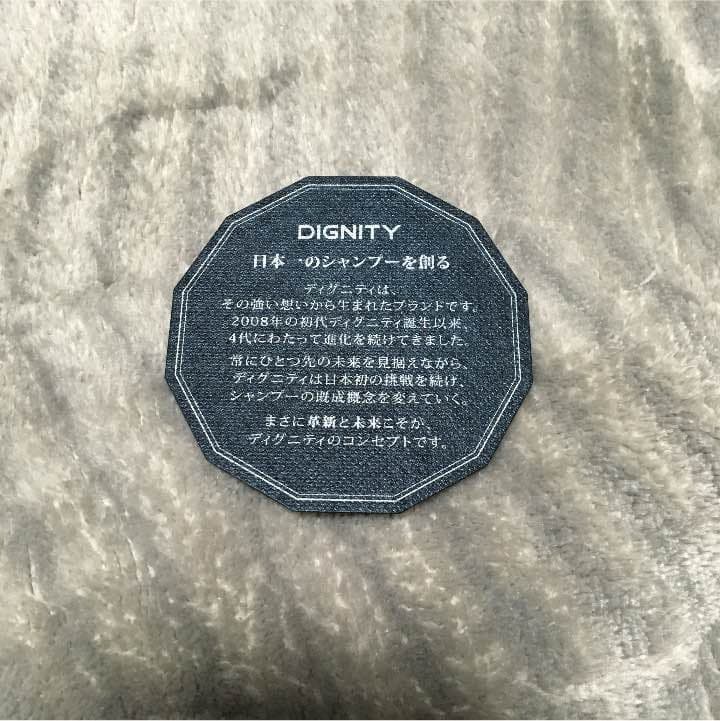 DIGNITY
日本一のシャンプーを創る
ディグニティは、
その強い想いから生まれたブランドです。
2008年の初代ディグニティ誕生以来、
4代にわたって進化を続けてきました。
常にひとつ先の未来を見据えながら、
ディグニティは日本初の挑戦を続け、
シャンプーの既成概念を変えていく。
まさに革新と未来こそが、
ディグニティのコンセプトです。